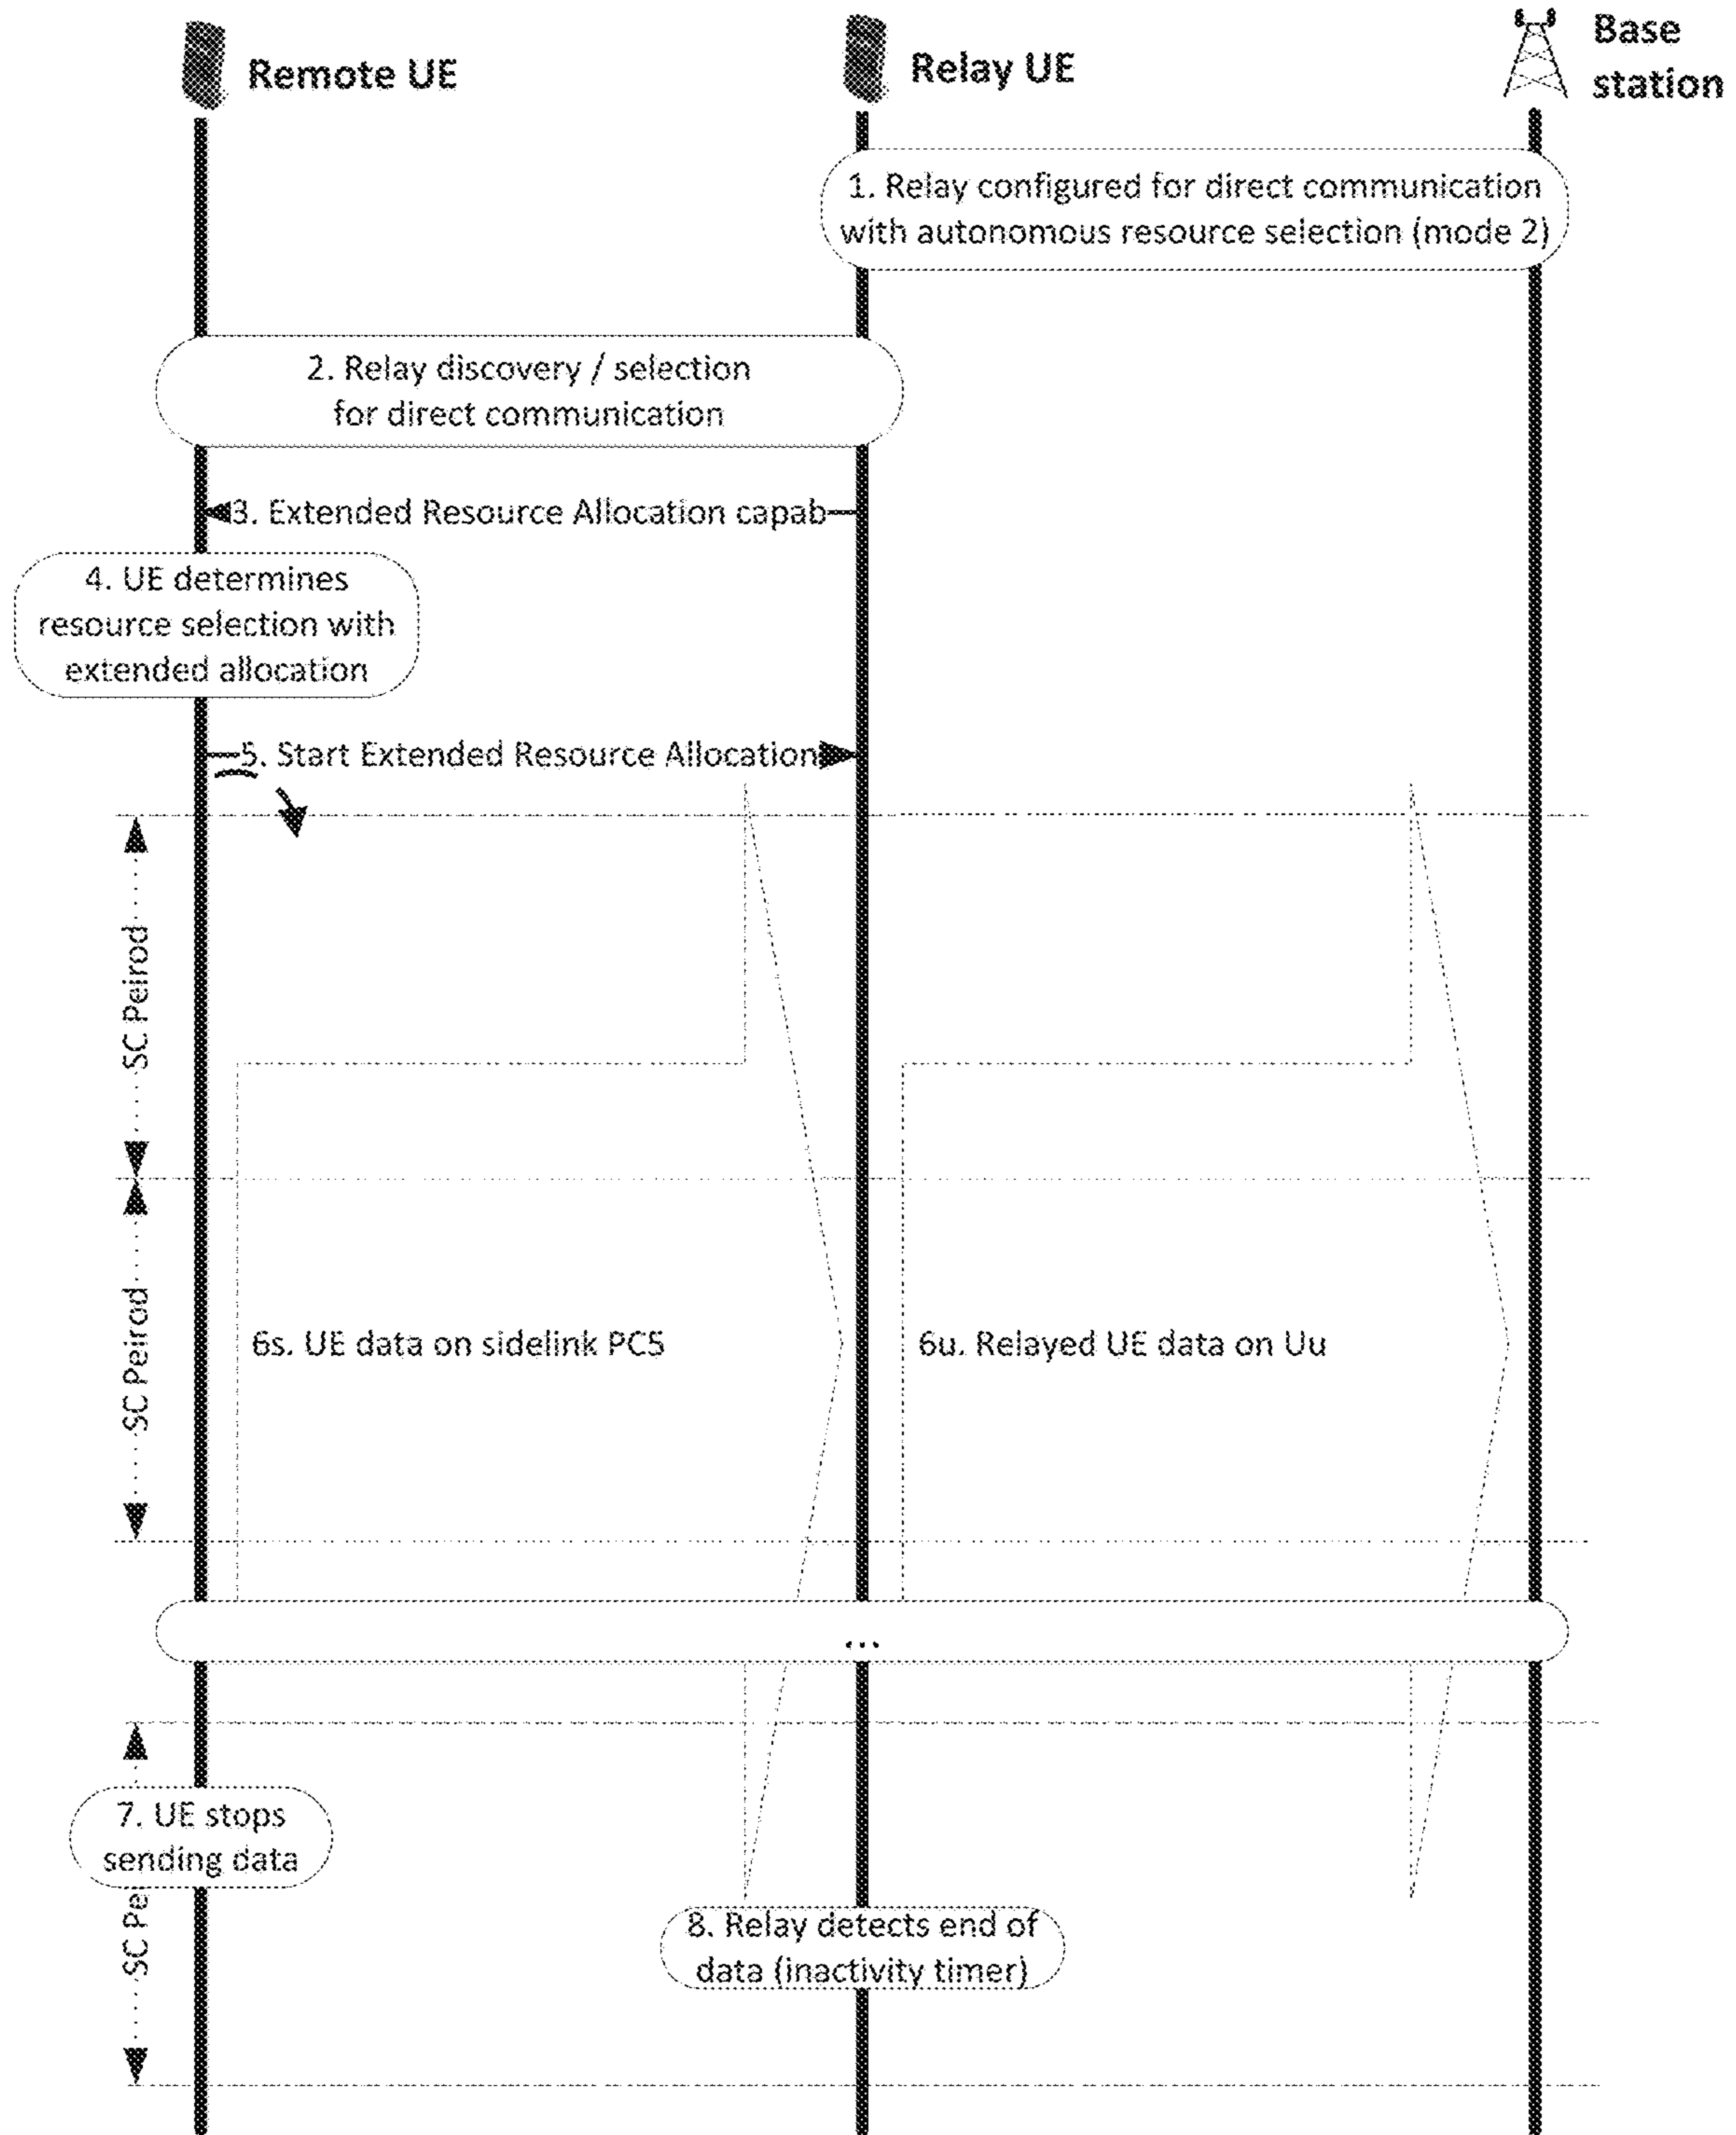 Remote UE
Relay UE
Base
station
1. Relay configured for direct communication
with autonomous resource selection (mode 2)
2. Relay discovery / selection
for direct communication
3. Extended Resource Allocation capab
4. UE determines
resource selection with
extended allocation
5. Start Extended Resource Allocation
SC Peirod
SC Peirod
6s. UE data on sidelink PC5
6u. Relayed UE data on Uu
...
7. UE stops
sending data
SC Pe
8. Relay detects end of
data (inactivity timer)